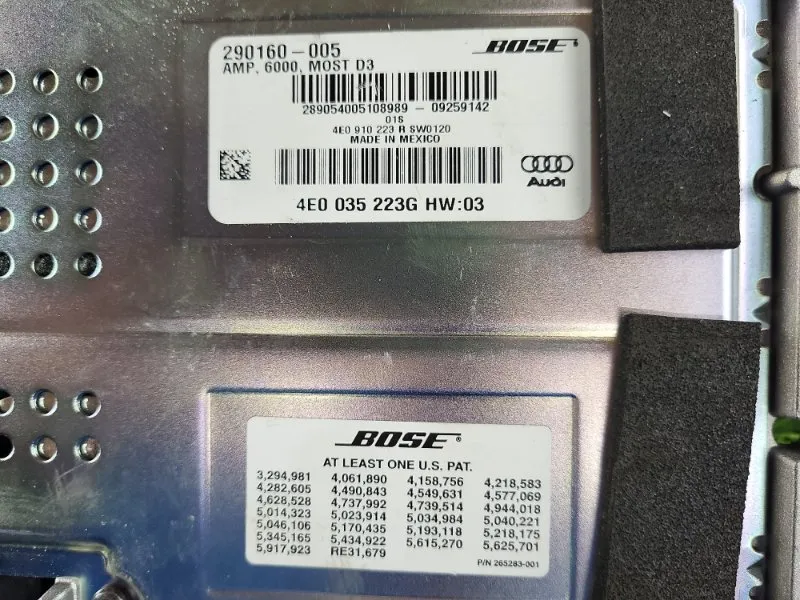 290160-005 BOSE®
AMP, 6000, MOST D3
289054005108989 - 09259142
01S
4E0 910 223 R SW0120
MADE IN MEXICO
Audi
4E0 035 223G HW:03
BOSE®
AT LEAST ONE U.S. PAT.
3,294,981 4,061,890 4,158,756 4,218,583
4,282,605 4,490,843 4,549,631 4,577,069
4,628,528 4,737,992 4,739,514 4,944,018
5,014,323 5,023,914 5,034,984 5,040,221
5,046,106 5,170,435 5,193,118 5,218,175
5,345,165 5,434,922 5,615,270 5,625,701
5,917,923 RE31,679
P/N 265283-001